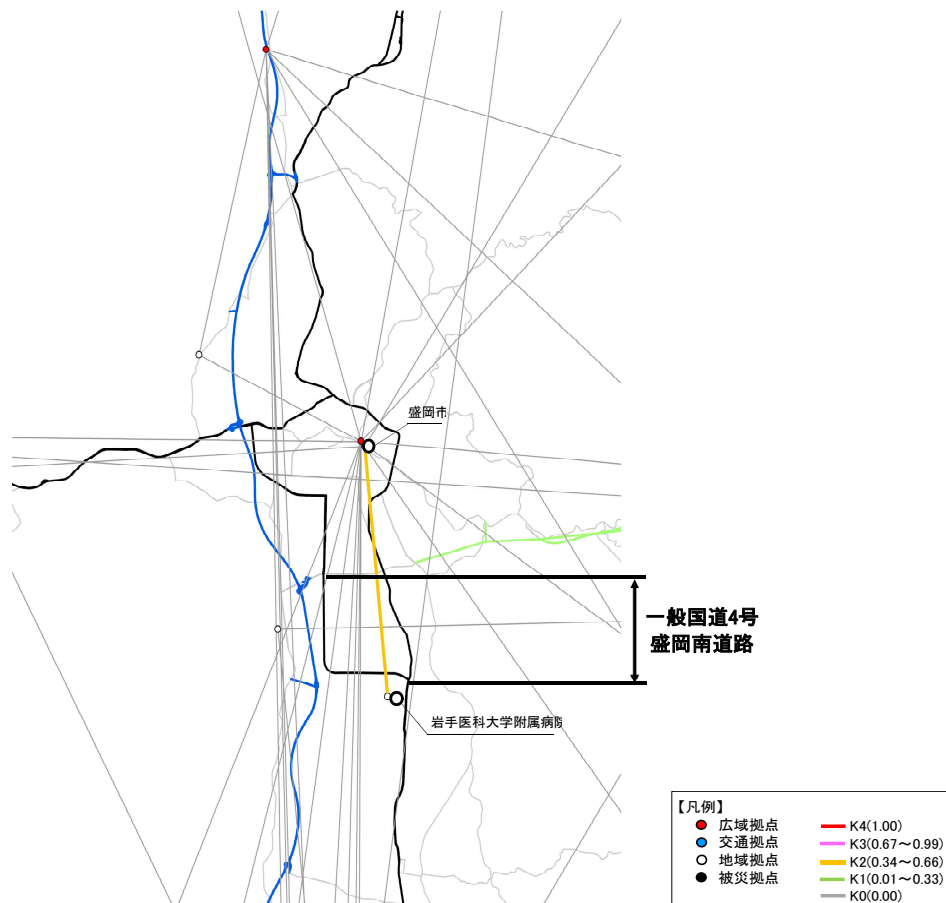 盛岡市
一般国道4号
盛岡南道路
岩手医科大学附属病院
【凡例】
広域拠点
交通拠点
地域拠点
被災拠点
K4(1.00)
K3(0.67～0.99)
K2(0.34～0.66)
K1(0.01～0.33)
K0(0.00)